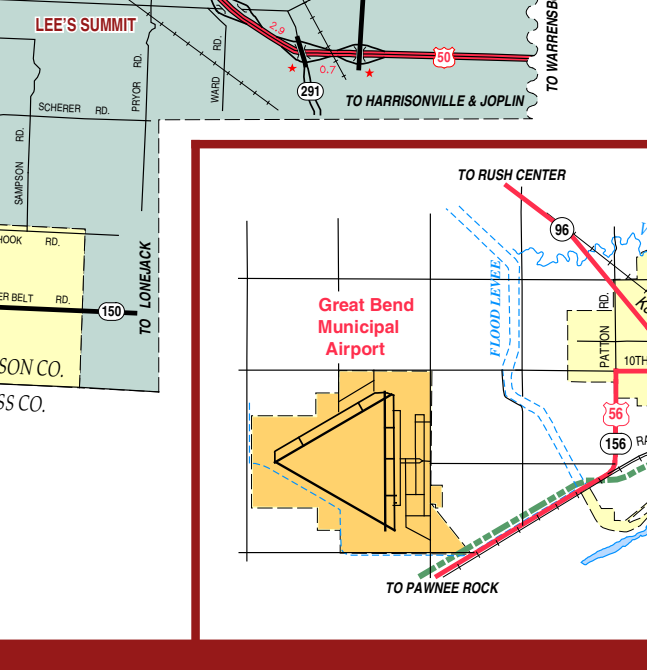 LEE'S SUMMIT
2.9
0.7
50
291
TO WARRENSB
TO HARRISONVILLE & JOPLIN
WARD RD.
PRYOR RD.
SCHERER RD.
SAMPSON RD.
HOOK RD.
ER BELT RD.
150
TO LONEJACK
SON CO.
SS CO.
TO RUSH CENTER
96
FLOOD LEVEE
Great Bend
Municipal
Airport
PATTON RD.
10TH
56
156
RA
TO PAWNEE ROCK